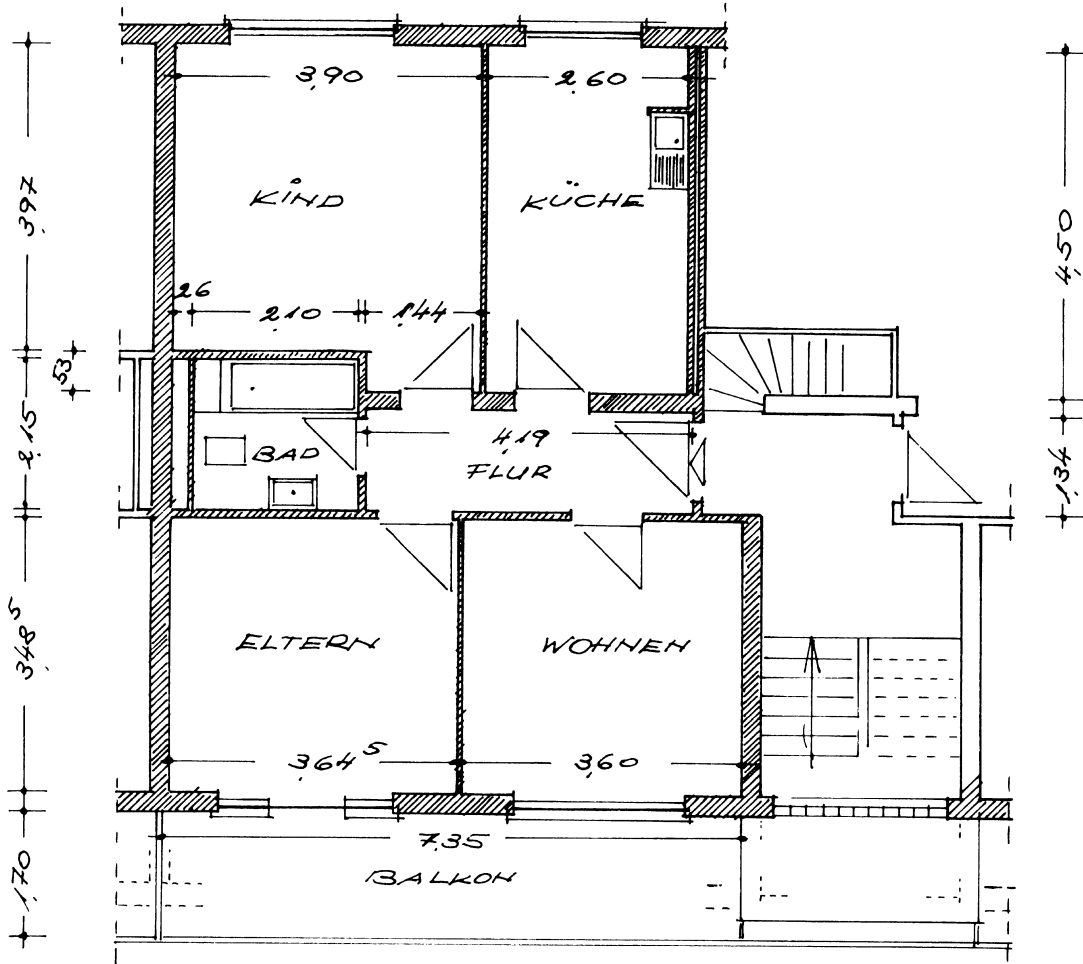 3,90
2,60
KIND
KÜCHE
3,97
4,50
26
2,10
1,44
53
2,15
4,19
BAD
FLUR
1,34
ELTERN
WOHNEN
3,48⁵
3,64⁵
3,60
7,35
BALKON
1,70